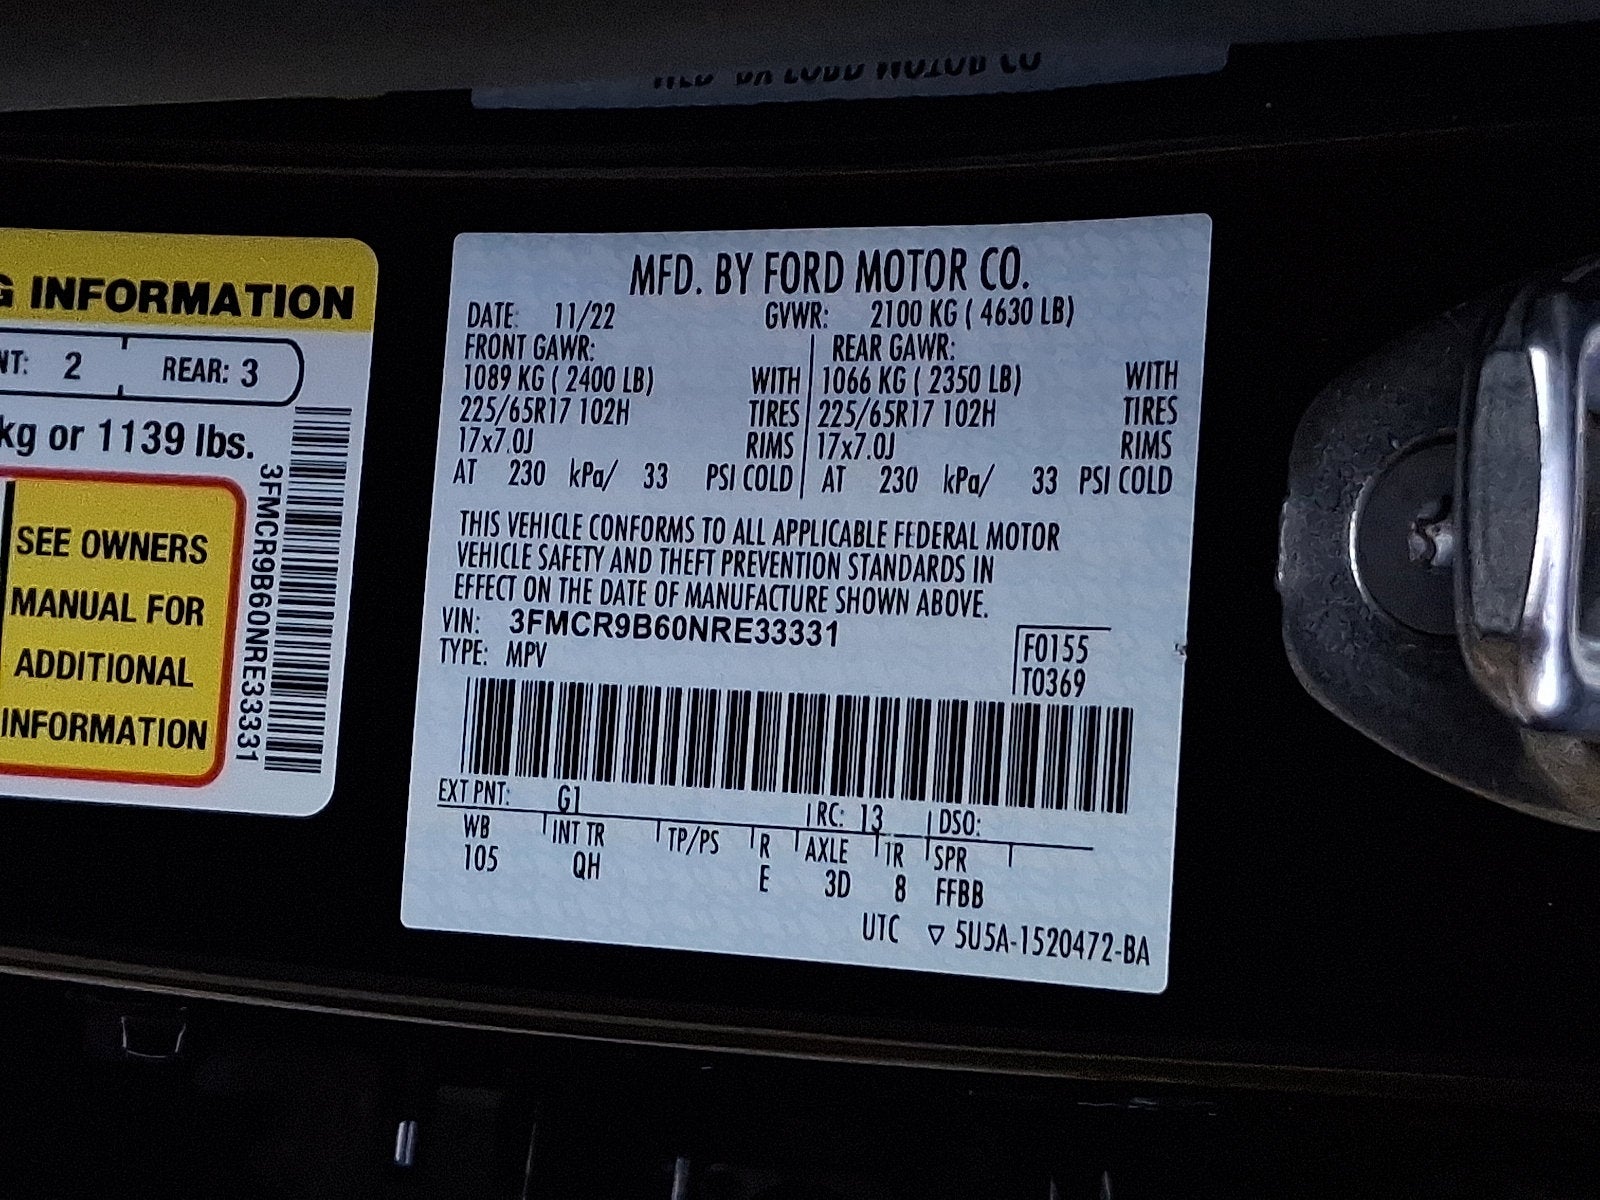 MFD. BY FORD MOTOR CO.
G INFORMATION
NT: 2 REAR: 3
kg or 1139 lbs.
SEE OWNERS
MANUAL FOR
ADDITIONAL
INFORMATION
3FMCR9B60NRE33331
MFD. BY FORD MOTOR CO.
DATE: 11/22 GVWR: 2100 KG ( 4630 LB)
FRONT GAWR: REAR GAWR:
1089 KG ( 2400 LB) WITH 1066 KG ( 2350 LB) WITH
225/65R17 102H TIRES 225/65R17 102H TIRES
17x7.0J RIMS 17x7.0J RIMS
AT 230 kPa/ 33 PSI COLD AT 230 kPa/ 33 PSI COLD
THIS VEHICLE CONFORMS TO ALL APPLICABLE FEDERAL MOTOR
VEHICLE SAFETY AND THEFT PREVENTION STANDARDS IN
EFFECT ON THE DATE OF MANUFACTURE SHOWN ABOVE.
VIN: 3FMCR9B60NRE33331
TYPE: MPV
F0155
T0369
EXT PNT: G1 RC: 13 DSO:
WB INT TR TP/PS R AXLE TR SPR
105 QH E 3D 8 FFBB
UTC ▽ 5U5A-1520472-BA